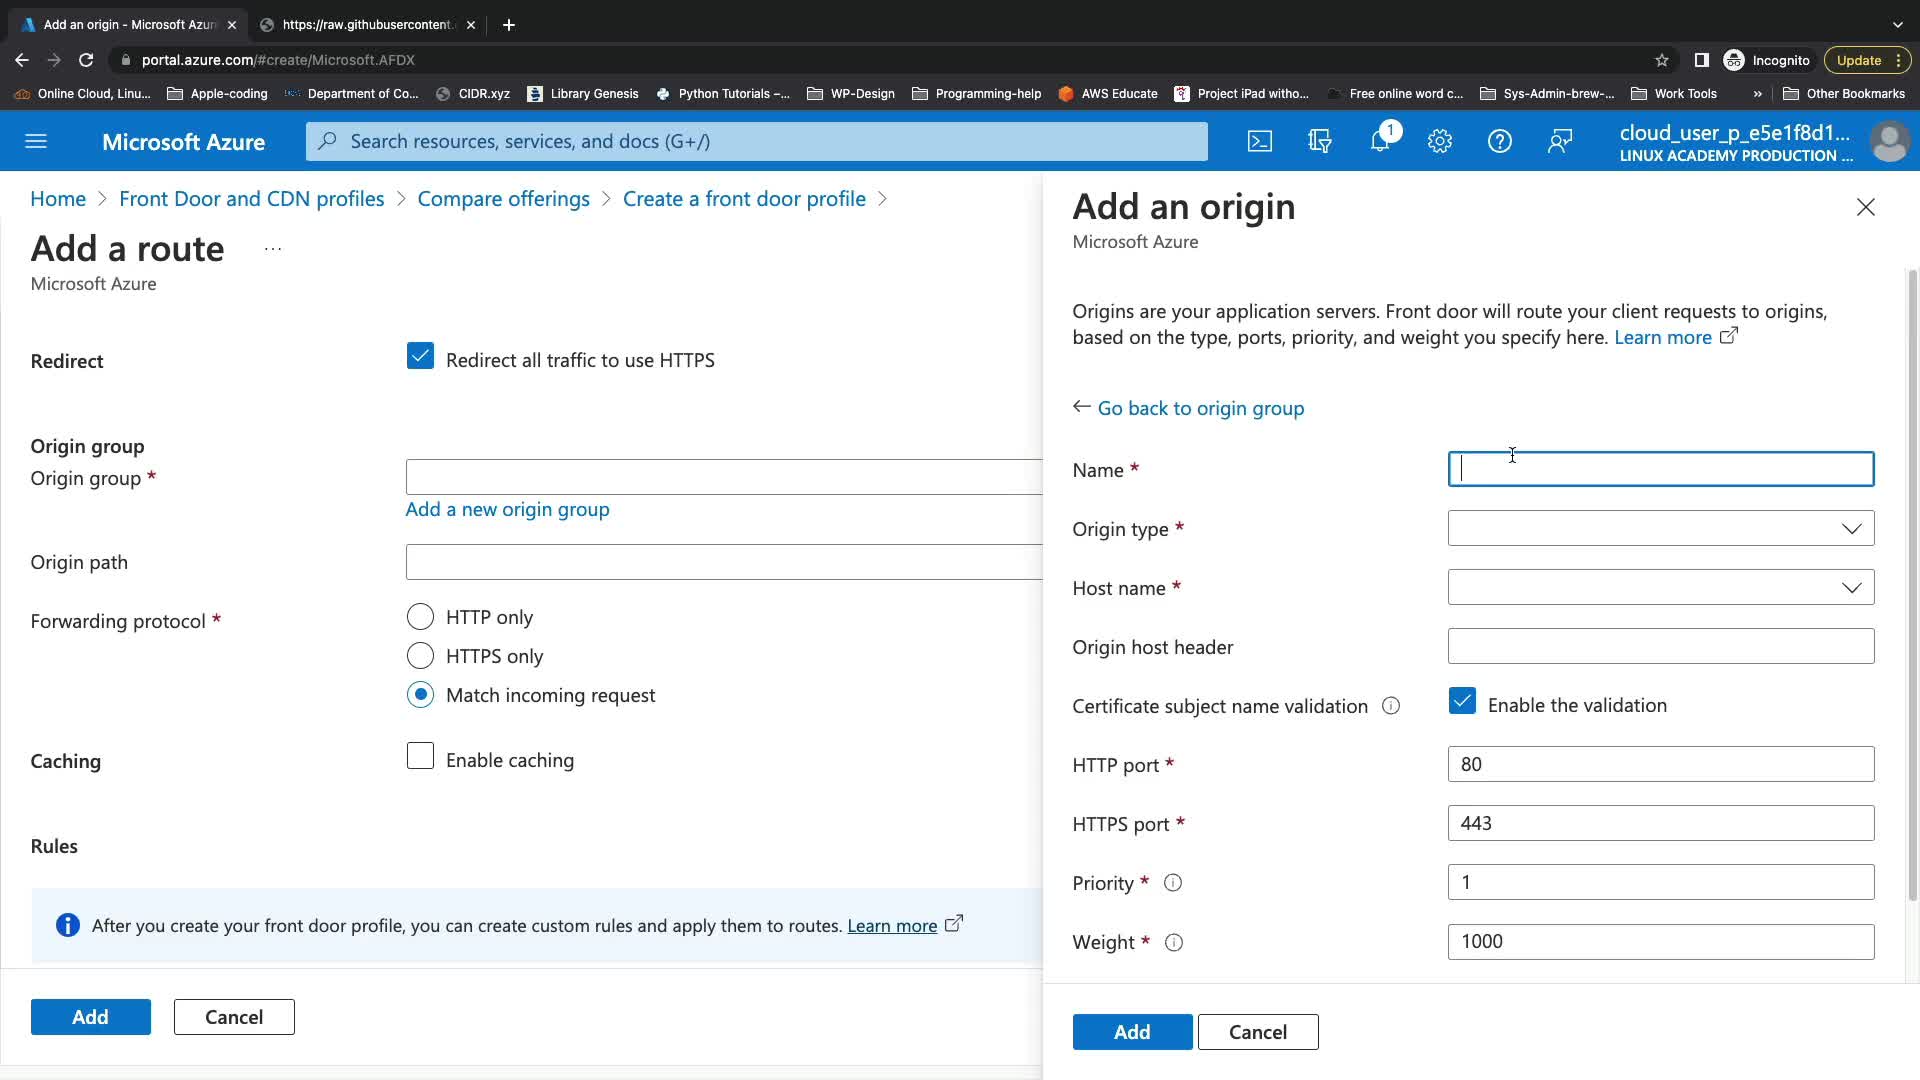 Add an origin - Microsoft Azur
https://raw.githubusercontent.
portal.azure.com/#create/Microsoft.AFDX
Incognito
Update
Online Cloud, Linu...
Apple-coding
Department of Co...
CIDR.xyz
Library Genesis
Python Tutorials –...
WP-Design
Programming-help
AWS Educate
Project iPad witho...
Free online word c...
Sys-Admin-brew-...
Work Tools
»
Other Bookmarks
Microsoft Azure
Search resources, services, and docs (G+/)
1
cloud_user_p_e5e1f8d1...
LINUX ACADEMY PRODUCTION ...
Home > Front Door and CDN profiles > Compare offerings > Create a front door profile >
Add a route ...
Microsoft Azure
Redirect
Redirect all traffic to use HTTPS
Origin group
Origin group *
Add a new origin group
Origin path
Forwarding protocol *
HTTP only
HTTPS only
Match incoming request
Caching
Enable caching
Rules
After you create your front door profile, you can create custom rules and apply them to routes. Learn more
Add
Cancel
Add an origin
Microsoft Azure
Origins are your application servers. Front door will route your client requests to origins,
based on the type, ports, priority, and weight you specify here. Learn more
Go back to origin group
Name *
Origin type *
Host name *
Origin host header
Certificate subject name validation
Enable the validation
HTTP port *
80
HTTPS port *
443
Priority *
1
Weight *
1000
Add
Cancel